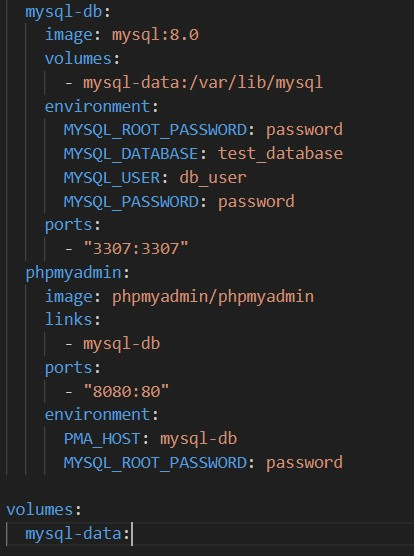 mysql-db:
image: mysql:8.0
volumes:
- mysql-data:/var/lib/mysql
environment:
MYSQL_ROOT_PASSWORD: password
MYSQL_DATABASE: test_database
MYSQL_USER: db_user
MYSQL_PASSWORD: password
ports:
- "3307:3307"
phpmyadmin:
image: phpmyadmin/phpmyadmin
links:
- mysql-db
ports:
- "8080:80"
environment:
PMA_HOST: mysql-db
MYSQL_ROOT_PASSWORD: password
volumes:
mysql-data: